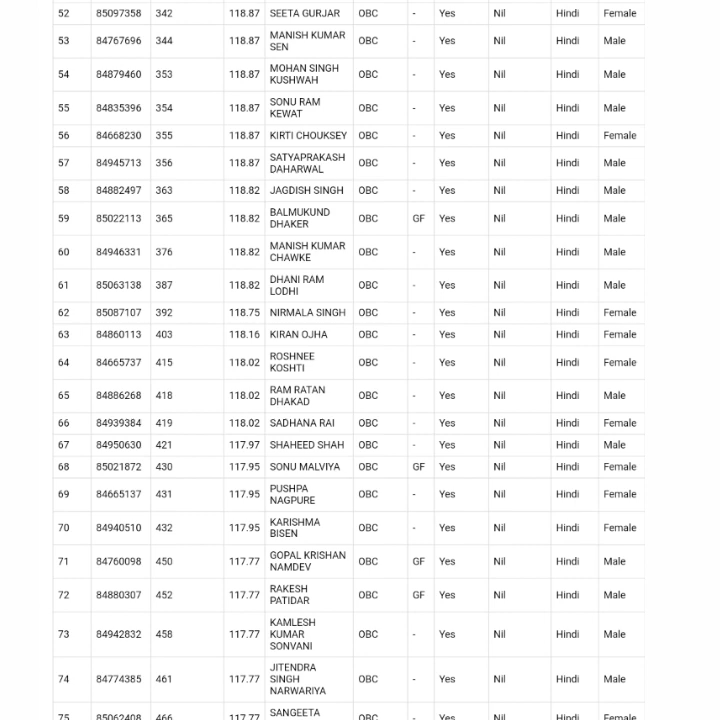 52 85097358 342 118.87 SEETA GURJAR OBC - Yes Nil Hindi Female
53 84767696 344 118.87 MANISH KUMAR SEN OBC - Yes Nil Hindi Male
54 84879460 353 118.87 MOHAN SINGH KUSHWAH OBC - Yes Nil Hindi Male
55 84835396 354 118.87 SONU RAM KEWAT OBC - Yes Nil Hindi Male
56 84668230 355 118.87 KIRTI CHOUKSEY OBC - Yes Nil Hindi Female
57 84945713 356 118.87 SATYAPRAKASH DAHARWAL OBC - Yes Nil Hindi Male
58 84882497 363 118.82 JAGDISH SINGH OBC - Yes Nil Hindi Male
59 85022113 365 118.82 BALMUKUND DHAKER OBC GF Yes Nil Hindi Male
60 84946331 376 118.82 MANISH KUMAR CHAWKE OBC - Yes Nil Hindi Male
61 85063138 387 118.82 DHANI RAM LODHI OBC - Yes Nil Hindi Male
62 85087107 392 118.75 NIRMALA SINGH OBC - Yes Nil Hindi Female
63 84860113 403 118.16 KIRAN OJHA OBC - Yes Nil Hindi Female
64 84665737 415 118.02 ROSHNEE KOSHTI OBC - Yes Nil Hindi Female
65 84886268 418 118.02 RAM RATAN DHAKAD OBC - Yes Nil Hindi Male
66 84939384 419 118.02 SADHANA RAI OBC - Yes Nil Hindi Female
67 84950630 421 117.97 SHAHEED SHAH OBC - Yes Nil Hindi Male
68 85021872 430 117.95 SONU MALVIYA OBC GF Yes Nil Hindi Female
69 84665137 431 117.95 PUSHPA NAGPURE OBC - Yes Nil Hindi Female
70 84940510 432 117.95 KARISHMA BISEN OBC - Yes Nil Hindi Female
71 84760098 450 117.77 GOPAL KRISHAN NAMDEV OBC GF Yes Nil Hindi Male
72 84880307 452 117.77 RAKESH PATIDAR OBC GF Yes Nil Hindi Male
73 84942832 458 117.77 KAMLESH KUMAR SONVANI OBC - Yes Nil Hindi Male
74 84774385 461 117.77 JITENDRA SINGH NARWARIYA OBC - Yes Nil Hindi Male
75 85062408 466 117.77 SANGEETA OBC - Yes Nil Hindi Female